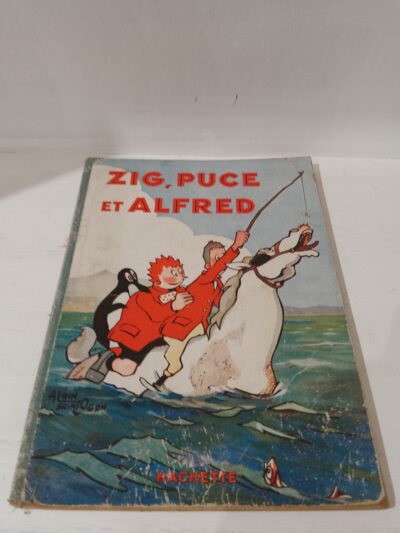 ZIG, PUCE
ET ALFRED
ALAIN
SAINT-OGAN
HACHETTE